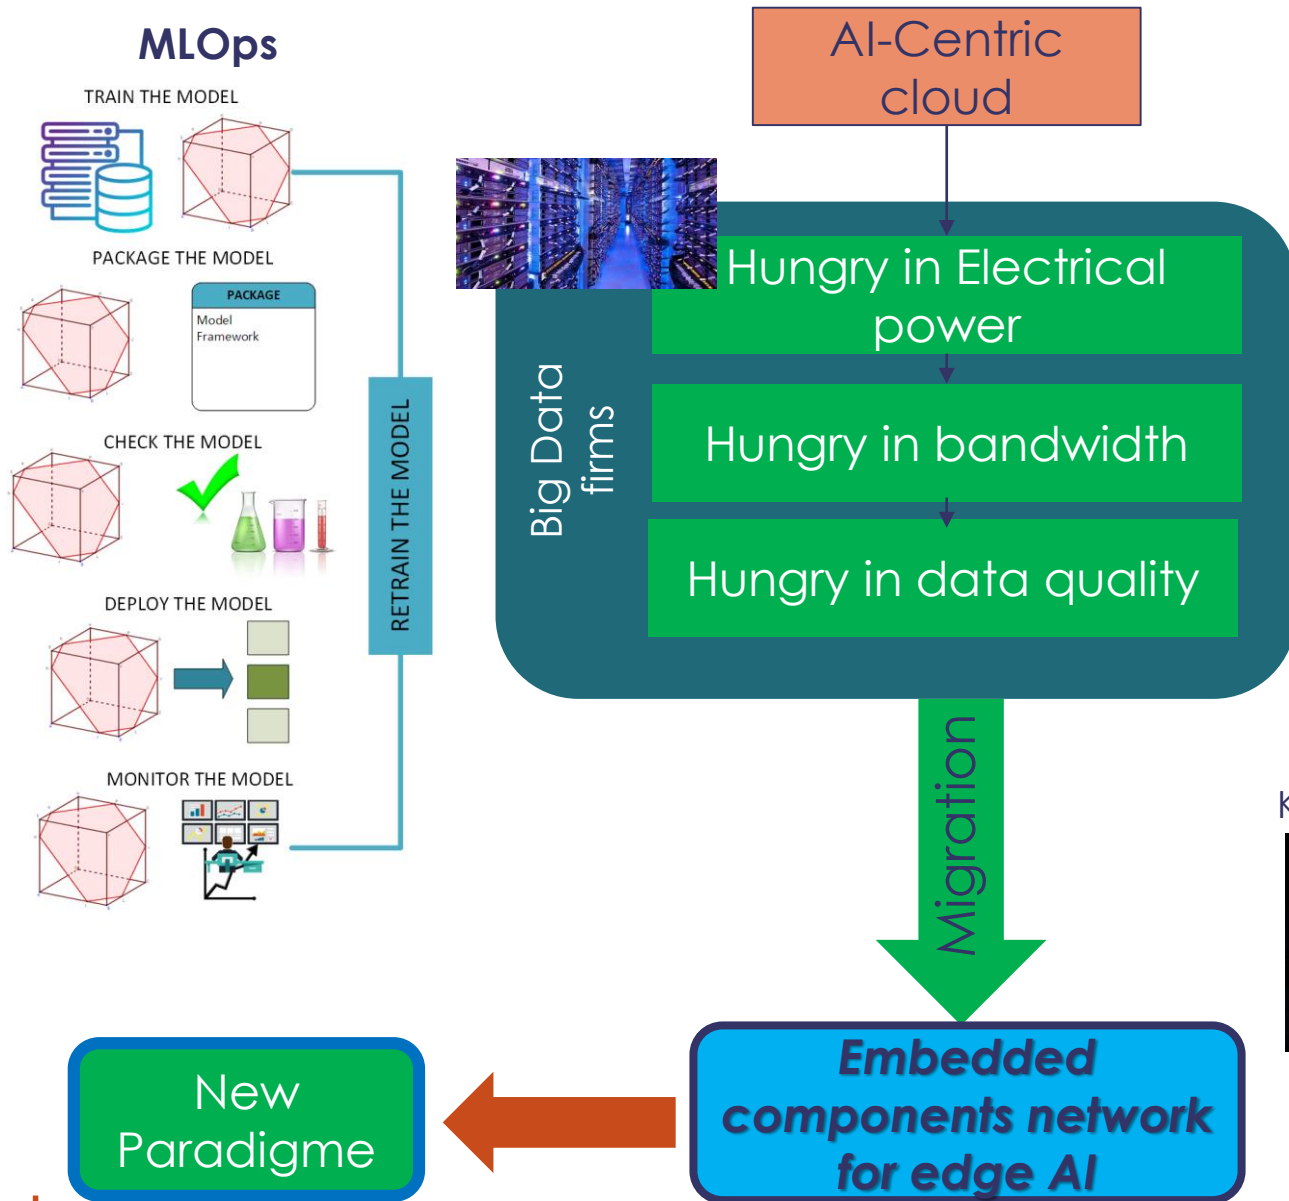 MLOps
TRAIN THE MODEL
PACKAGE THE MODEL
PACKAGE
Model
Framework
CHECK THE MODEL
DEPLOY THE MODEL
MONITOR THE MODEL
RETRAIN THE MODEL
AI-Centric
cloud
Big Data
firms
Hungry in Electrical
power
Hungry in bandwidth
Hungry in data quality
Migration
K
Embedded
components network
for edge AI
New
Paradigme